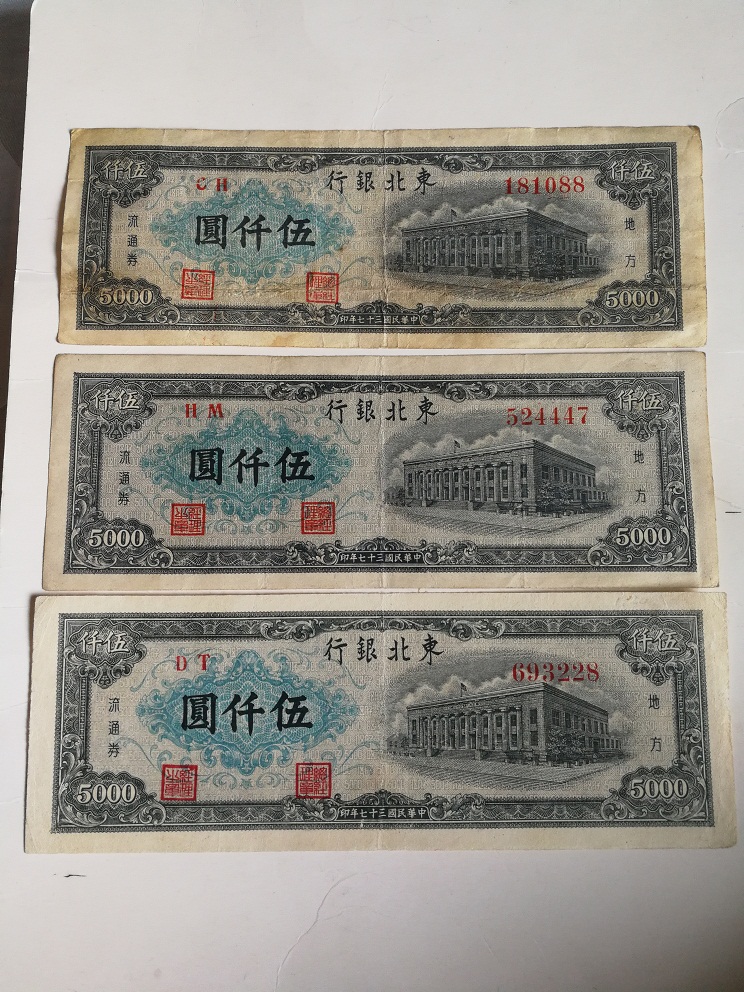 伍仟
東北銀行
伍仟
C H
181088
伍仟圓
地方
流通券
5000
中華民國三十七年印
5000
伍仟
東北銀行
伍仟
H M
524447
伍仟圓
地方
流通券
5000
中華民國三十七年印
5000
伍仟
東北銀行
伍仟
D T
693228
伍仟圓
地方
流通券
5000
中華民國三十七年印
5000